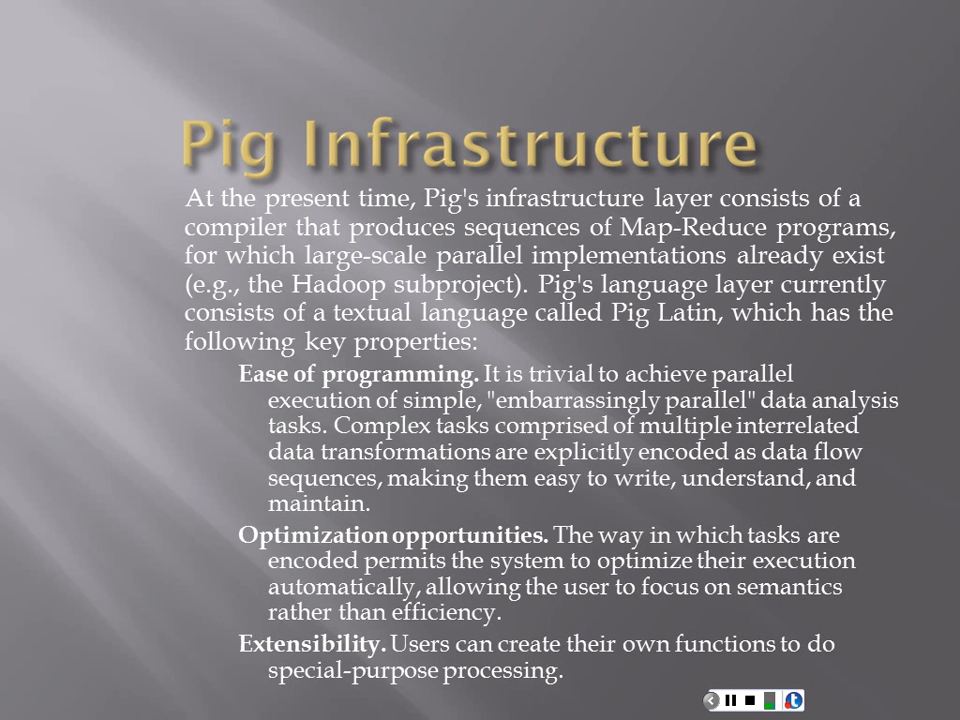 Pig Infrastructure
At the present time, Pig's infrastructure layer consists of a
compiler that produces sequences of Map-Reduce programs,
for which large-scale parallel implementations already exist
(e.g., the Hadoop subproject). Pig's language layer currently
consists of a textual language called Pig Latin, which has the
following key properties:
Ease of programming. It is trivial to achieve parallel
execution of simple, "embarrassingly parallel" data analysis
tasks. Complex tasks comprised of multiple interrelated
data transformations are explicitly encoded as data flow
sequences, making them easy to write, understand, and
maintain.
Optimization opportunities. The way in which tasks are
encoded permits the system to optimize their execution
automatically, allowing the user to focus on semantics
rather than efficiency.
Extensibility. Users can create their own functions to do
special-purpose processing.
t